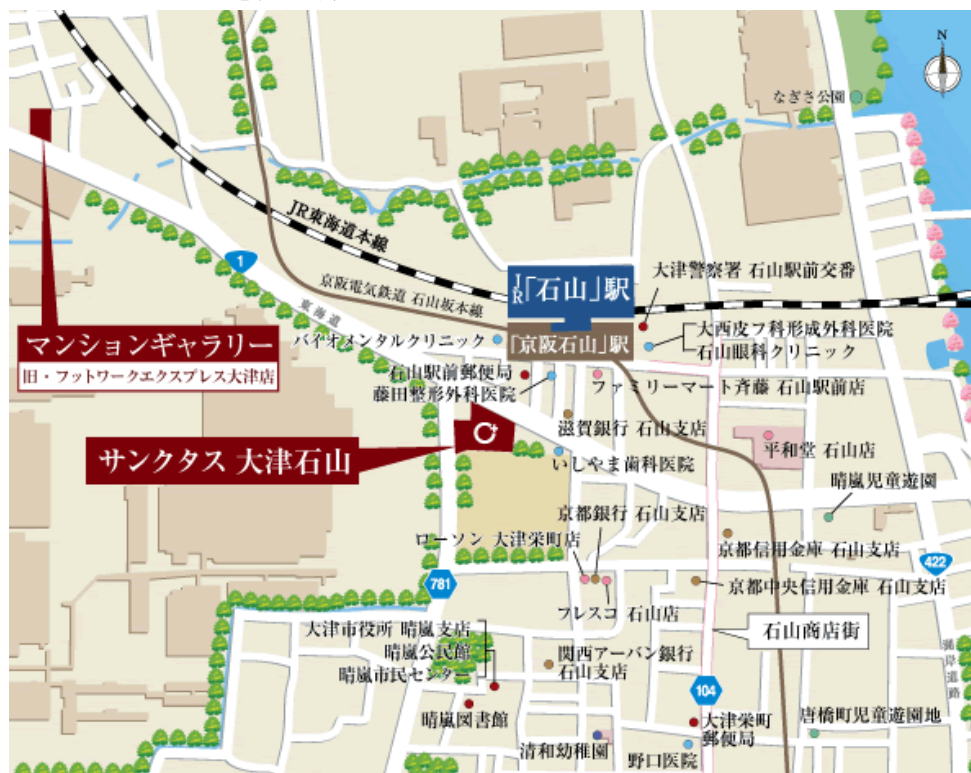 N
なぎさ公園
JR東海道本線
1
京阪電気鉄道 石山坂本線
東海道
JR「石山」駅
「京阪石山」駅
大津警察署 石山駅前交番
大西皮フ科形成外科医院
石山眼科クリニック
マンションギャラリー
旧・フットワークエクスプレス大津店
バイオメンタルクリニック
石山駅前郵便局
藤田整形外科医院
ファミリーマート斉藤 石山駅前店
滋賀銀行 石山支店
平和堂 石山店
サンクタス 大津石山
いしやま歯科医院
晴嵐児童遊園
京都銀行 石山支店
ローソン 大津栄町店
京都信用金庫 石山支店
422
781
京都中央信用金庫 石山支店
フレスコ 石山店
大津市役所 晴嵐支店
晴嵐公民館
晴嵐市民センター
石山商店街
関西アーバン銀行
石山支店
湖岸道路
104
晴嵐図書館
大津栄町
郵便局
唐橋町児童遊園地
清和幼稚園
野口医院